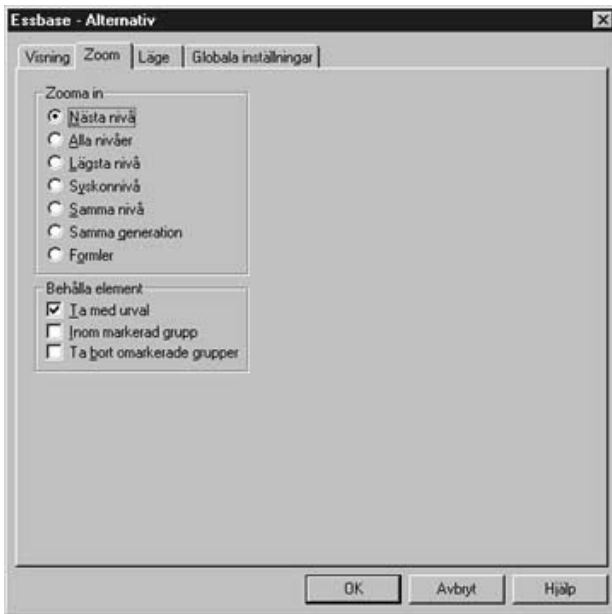 Essbase - Alternativ
Visning Zoom Läge Globala inställningar
Zooma in
Nästa nivå
Alla nivåer
Lägsta nivå
Syskonnivå
Samma nivå
Samma generation
Formler
Behålla element
Ta med urval
Inom markerad grupp
Ta bort omarkerade grupper
OK Avbryt Hjälp